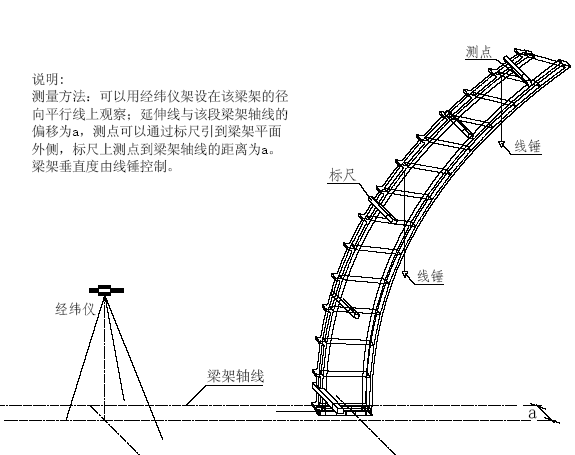 说明:
测量方法: 可以用经纬仪架设在该梁架的径
向平行线上观察; 延伸线与该段梁架轴线的
偏移为a, 测点可以通过标尺引到梁架平面
外侧, 标尺上测点到梁架轴线的距离为a。
梁架垂直度由线锤控制。
测点
线锤
标尺
线锤
经纬仪
梁架轴线
a